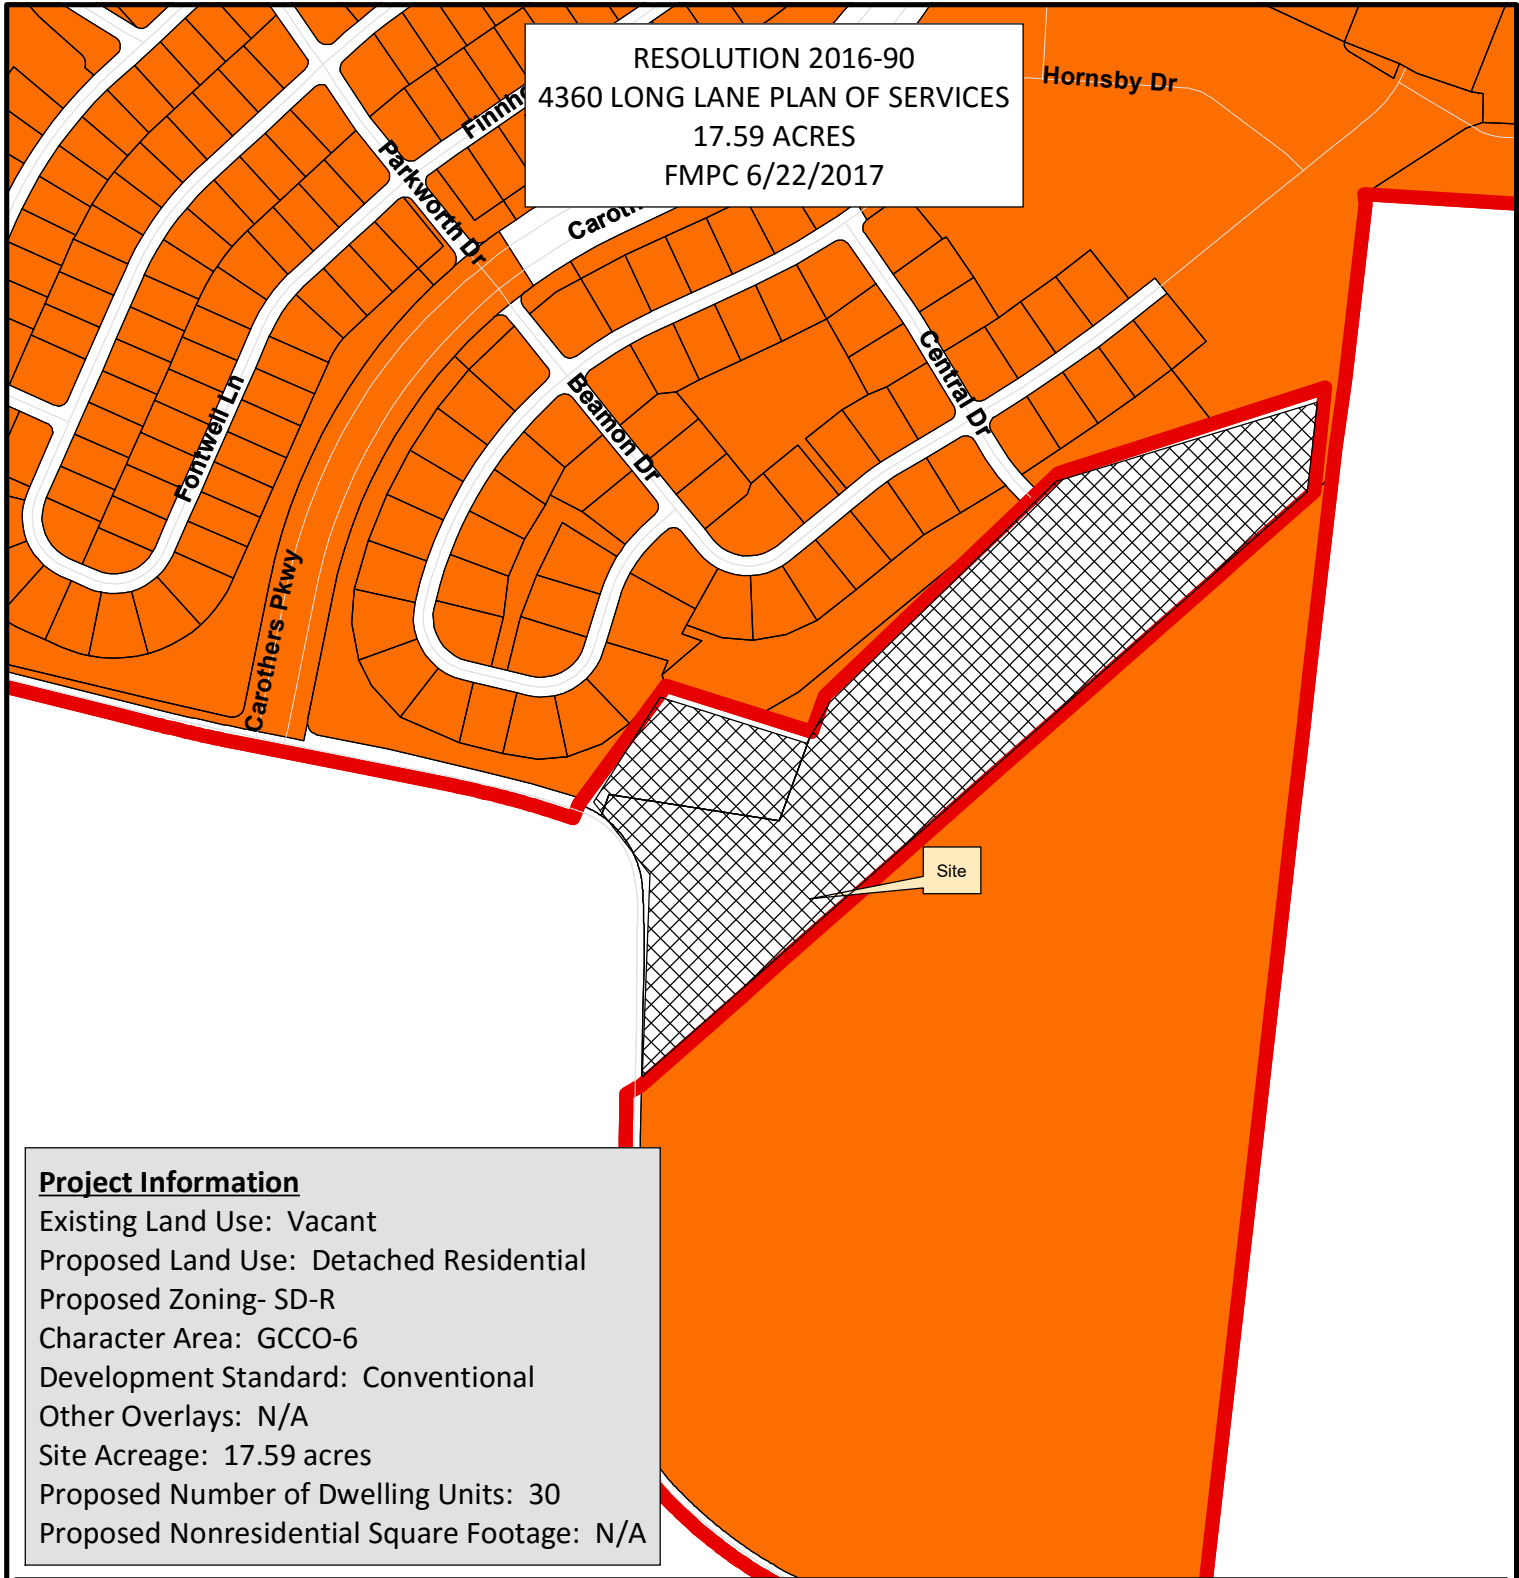 RESOLUTION 2016-90
4360 LONG LANE PLAN OF SERVICES
17.59 ACRES
FMPC 6/22/2017
Hornsby Dr
Parkworth Dr
Central Dr
Beamon Dr
Fontwell Ln
Carothers Pkwy
Site
Project Information
Existing Land Use: Vacant
Proposed Land Use: Detached Residential
Proposed Zoning- SD-R
Character Area: GCCO-6
Development Standard: Conventional
Other Overlays: N/A
Site Acreage: 17.59 acres
Proposed Number of Dwelling Units: 30
Proposed Nonresidential Square Footage: N/A